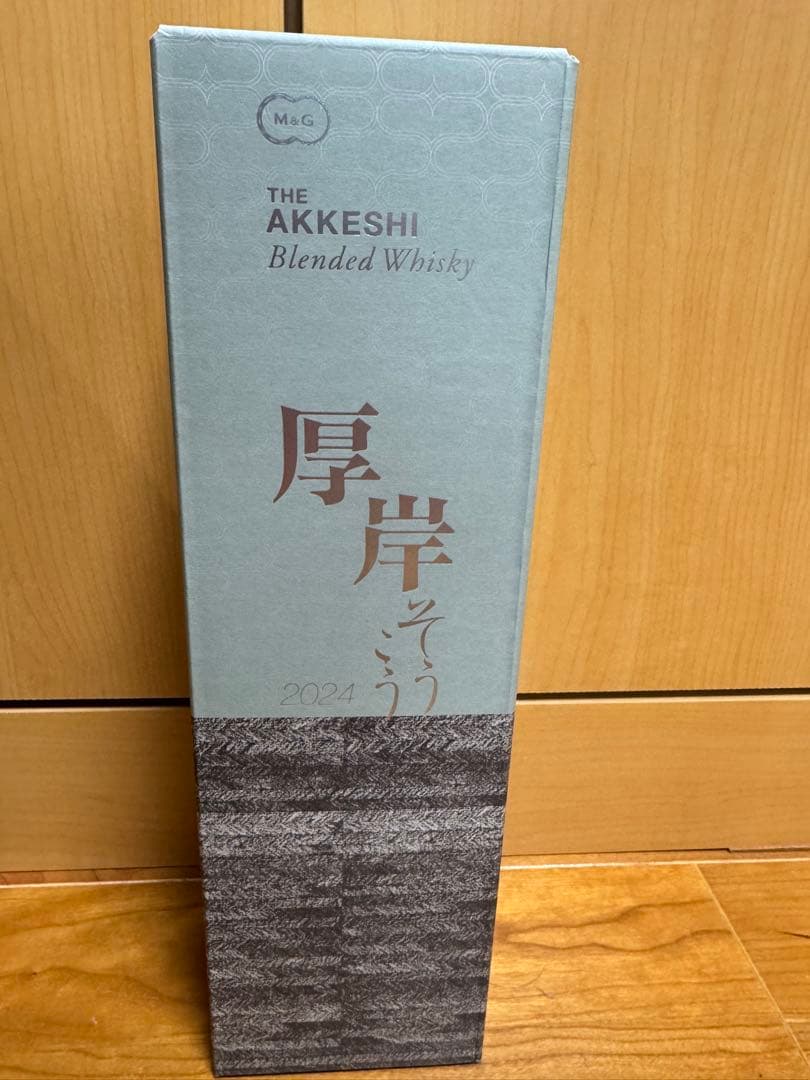 M&G
THE
AKKESHI
Blended Whisky
厚岸
そう
こう
2024